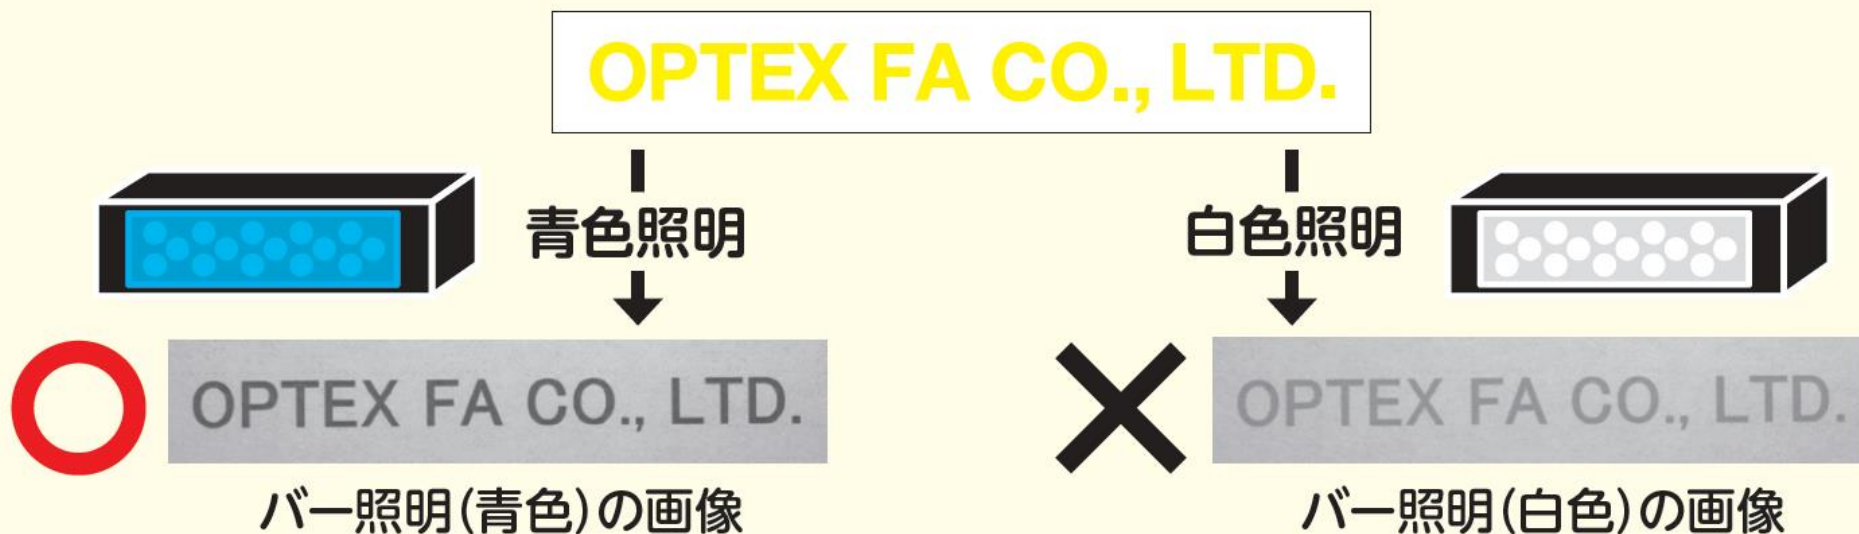 OPTEX FA CO., LTD.
青色照明
白色照明
OPTEX FA CO., LTD.
OPTEX FA CO., LTD.
バー照明(青色)の画像
バー照明(白色)の画像